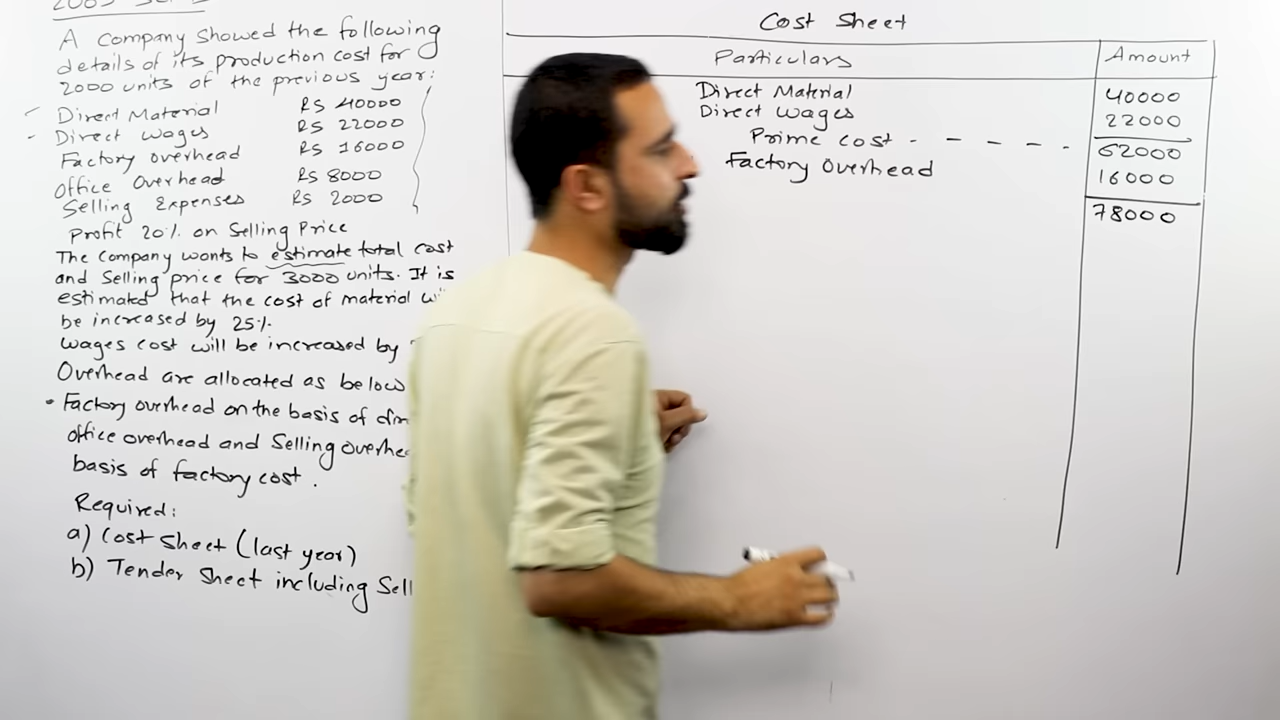 A company showed the following
details of its production cost for
2000 units of the previous year:
Direct Material RS 40000
Direct wages RS 22000
Factory overhead RS 16000
Office Overhead RS 8000
Selling Expenses RS 2000
Profit 20% on Selling Price
The company wants to estimate total cost
and Selling price for 3000 units. It is
estimated that the cost of material
be increased by 25%.
wages cost will be increased by
Overhead are allocated as below
• Factory overhead on the basis of
office overhead and Selling
basis of factory cost.
Required:
a) Cost Sheet (last year)
b) Tender Sheet including
Cost Sheet
Particulars Amount
Direct Material 40000
Direct wages 22000
Prime cost - - - - - 62000
Factory Overhead 16000
78000